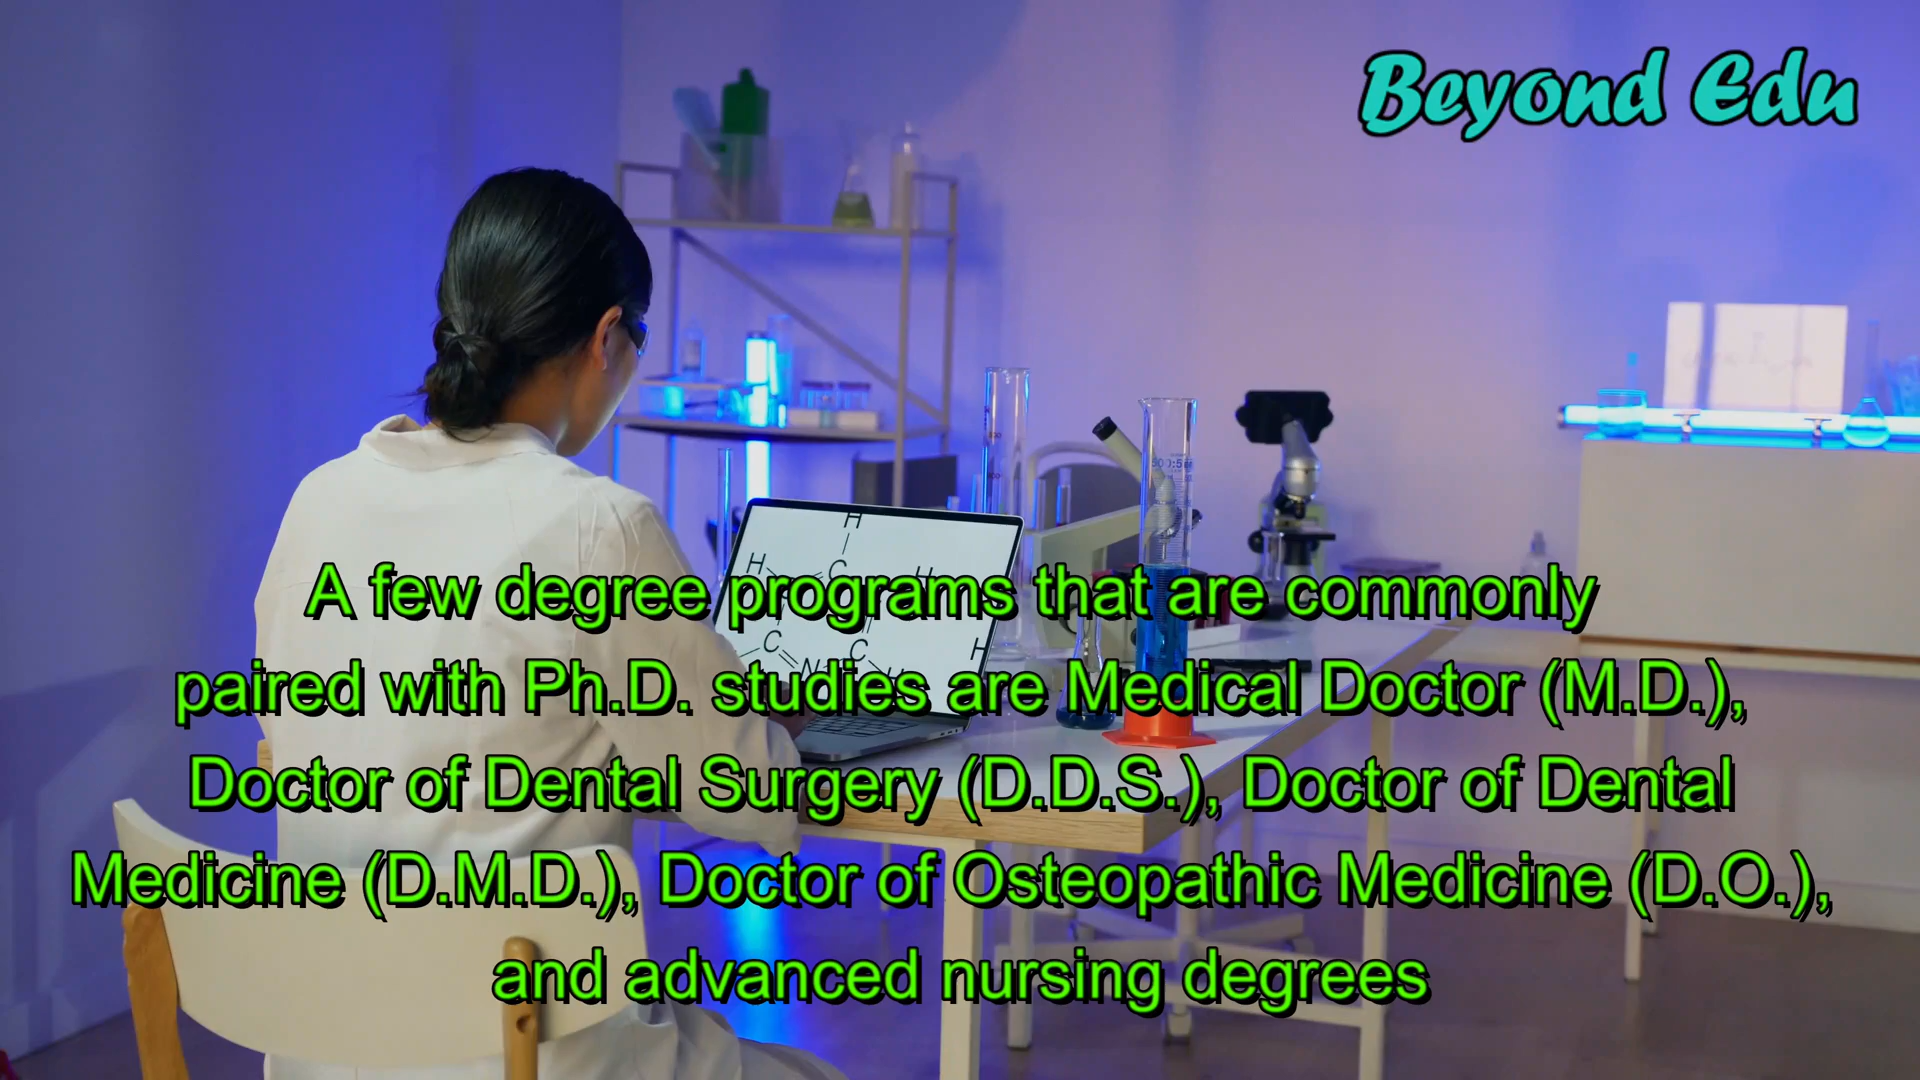 Beyond Edu
A few degree programs that are commonly
paired with Ph.D. studies are Medical Doctor (M.D.),
Doctor of Dental Surgery (D.D.S.), Doctor of Dental
Medicine (D.M.D.), Doctor of Osteopathic Medicine (D.O.),
and advanced nursing degrees
H
H
C
H
C
N
C
H